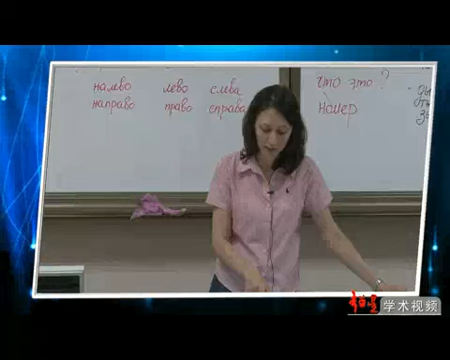 налево лево слева что это ?
направо право справа номер
学术视频